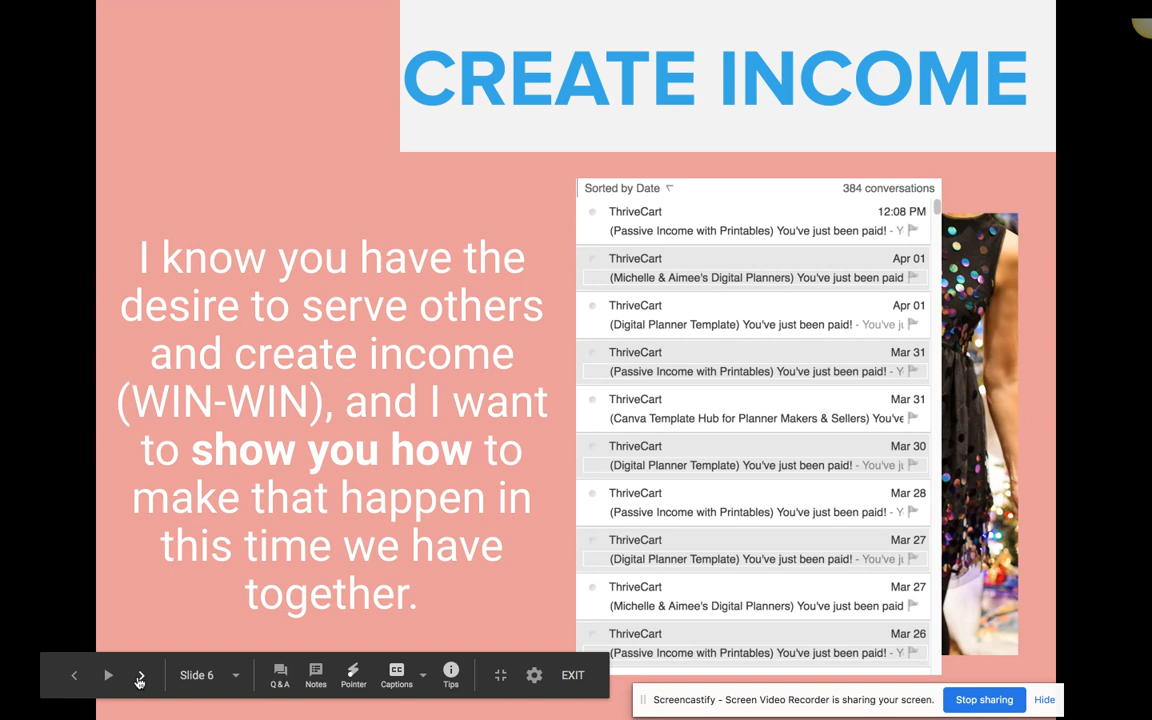 CREATE INCOME
I know you have the
desire to serve others
and create income
(WIN-WIN), and I want
to show you how to
make that happen in
this time we have
together.
Sorted by Date 384 conversations
ThriveCart 12:08 PM
(Passive Income with Printables) You've just been paid! - Y
ThriveCart Apr 01
(Michelle & Aimee's Digital Planners) You've just been paid
ThriveCart Apr 01
(Digital Planner Template) You've just been paid! - You've ju
ThriveCart Mar 31
(Passive Income with Printables) You've just been paid! - Y
ThriveCart Mar 31
(Canva Template Hub for Planner Makers & Sellers) You've
ThriveCart Mar 30
(Digital Planner Template) You've just been paid! - You've ju
ThriveCart Mar 28
(Passive Income with Printables) You've just been paid! - Y
ThriveCart Mar 27
(Digital Planner Template) You've just been paid! - You've ju
ThriveCart Mar 27
(Michelle & Aimee's Digital Planners) You've just been paid
ThriveCart Mar 26
(Passive Income with Printables) You've just been paid! - Y
Slide 6 Q & A Notes Pointer Captions Tips EXIT
Screencastify - Screen Video Recorder is sharing your screen. Stop sharing Hide